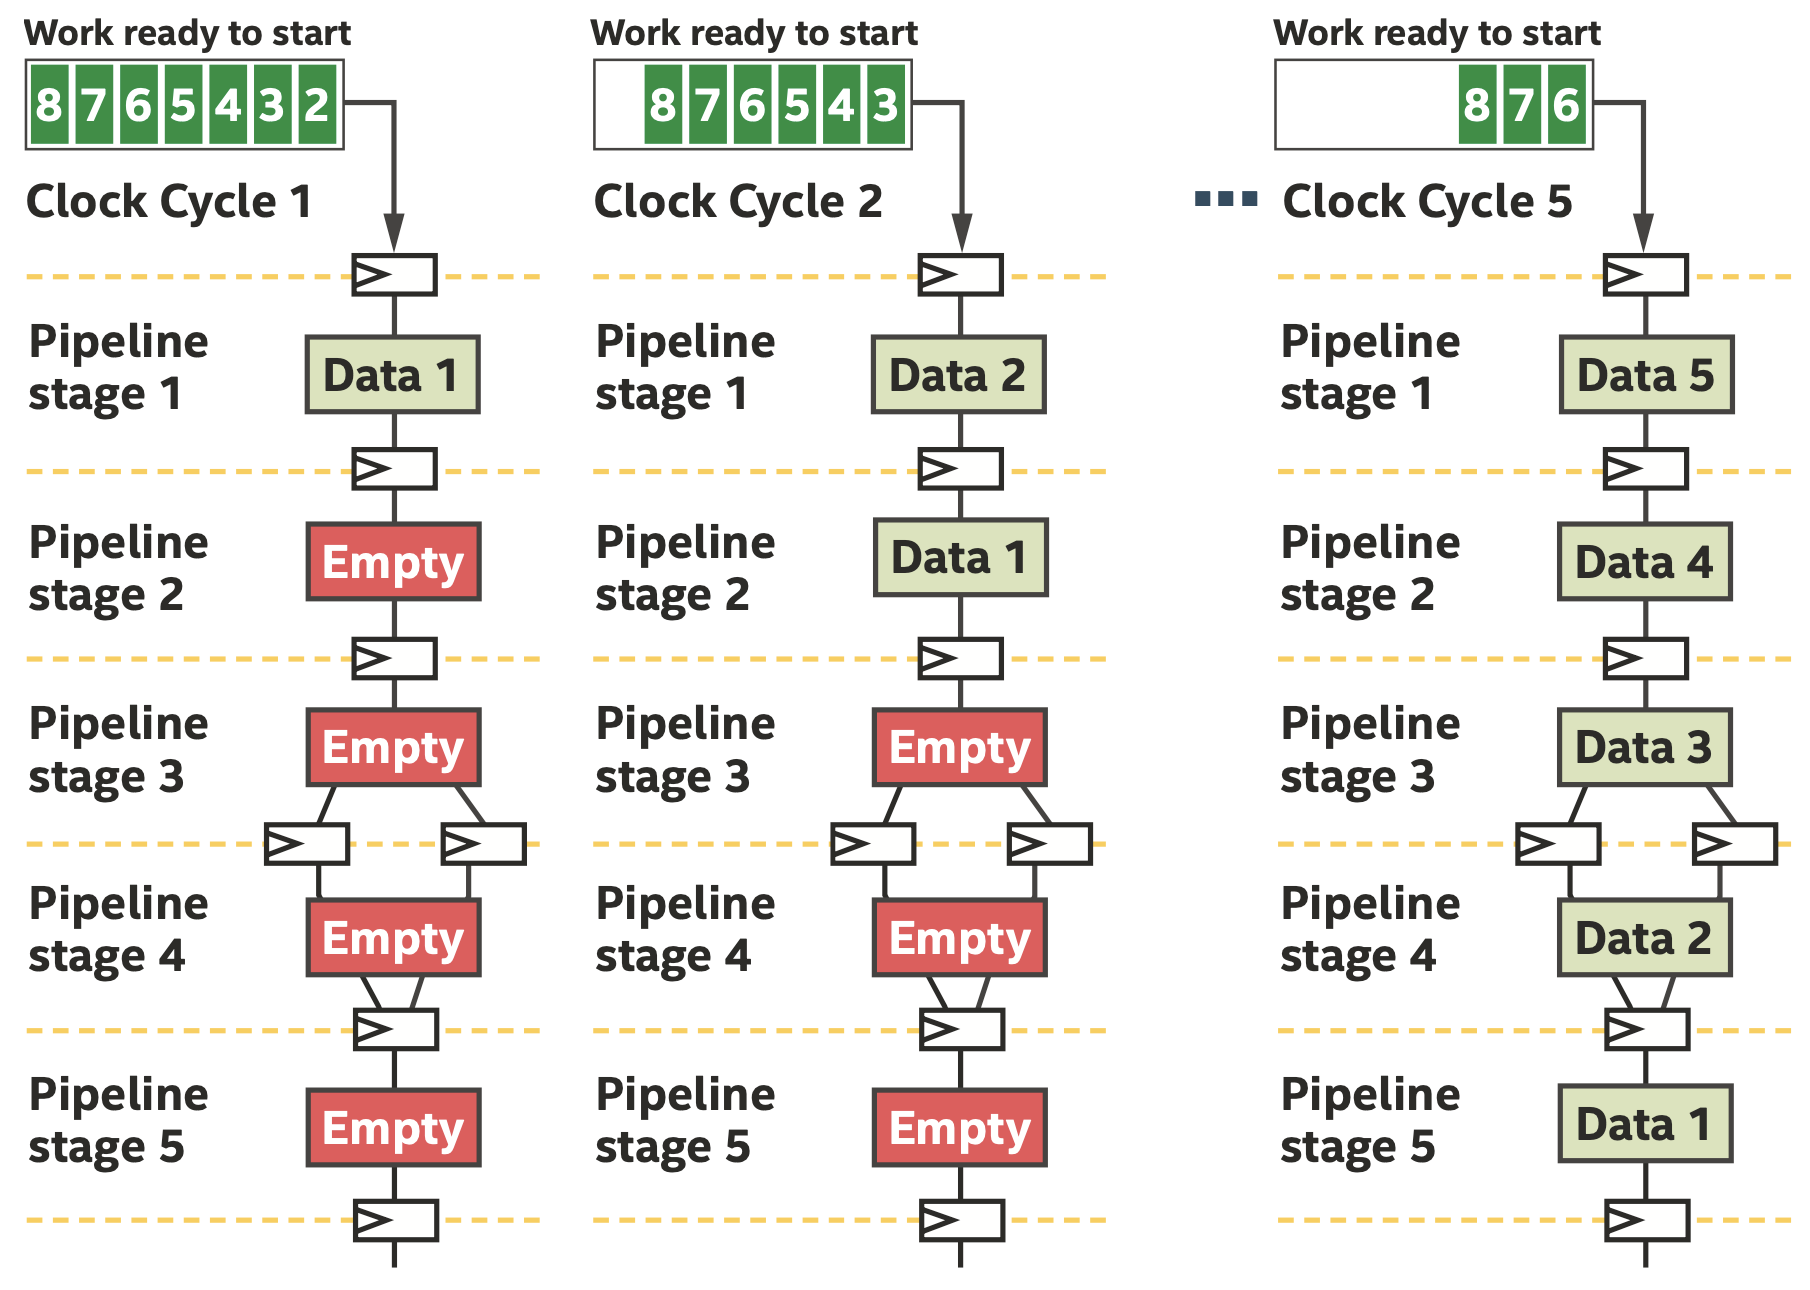 Work ready to start
8 7 6 5 4 3 2
Clock Cycle 1
Pipeline
stage 1
Data 1
Pipeline
stage 2
Empty
Pipeline
stage 3
Empty
Pipeline
stage 4
Empty
Pipeline
stage 5
Empty
Work ready to start
8 7 6 5 4 3
Clock Cycle 2
Pipeline
stage 1
Data 2
Pipeline
stage 2
Data 1
Pipeline
stage 3
Empty
Pipeline
stage 4
Empty
Pipeline
stage 5
Empty
Work ready to start
8 7 6
Clock Cycle 5
Pipeline
stage 1
Data 5
Pipeline
stage 2
Data 4
Pipeline
stage 3
Data 3
Pipeline
stage 4
Data 2
Pipeline
stage 5
Data 1